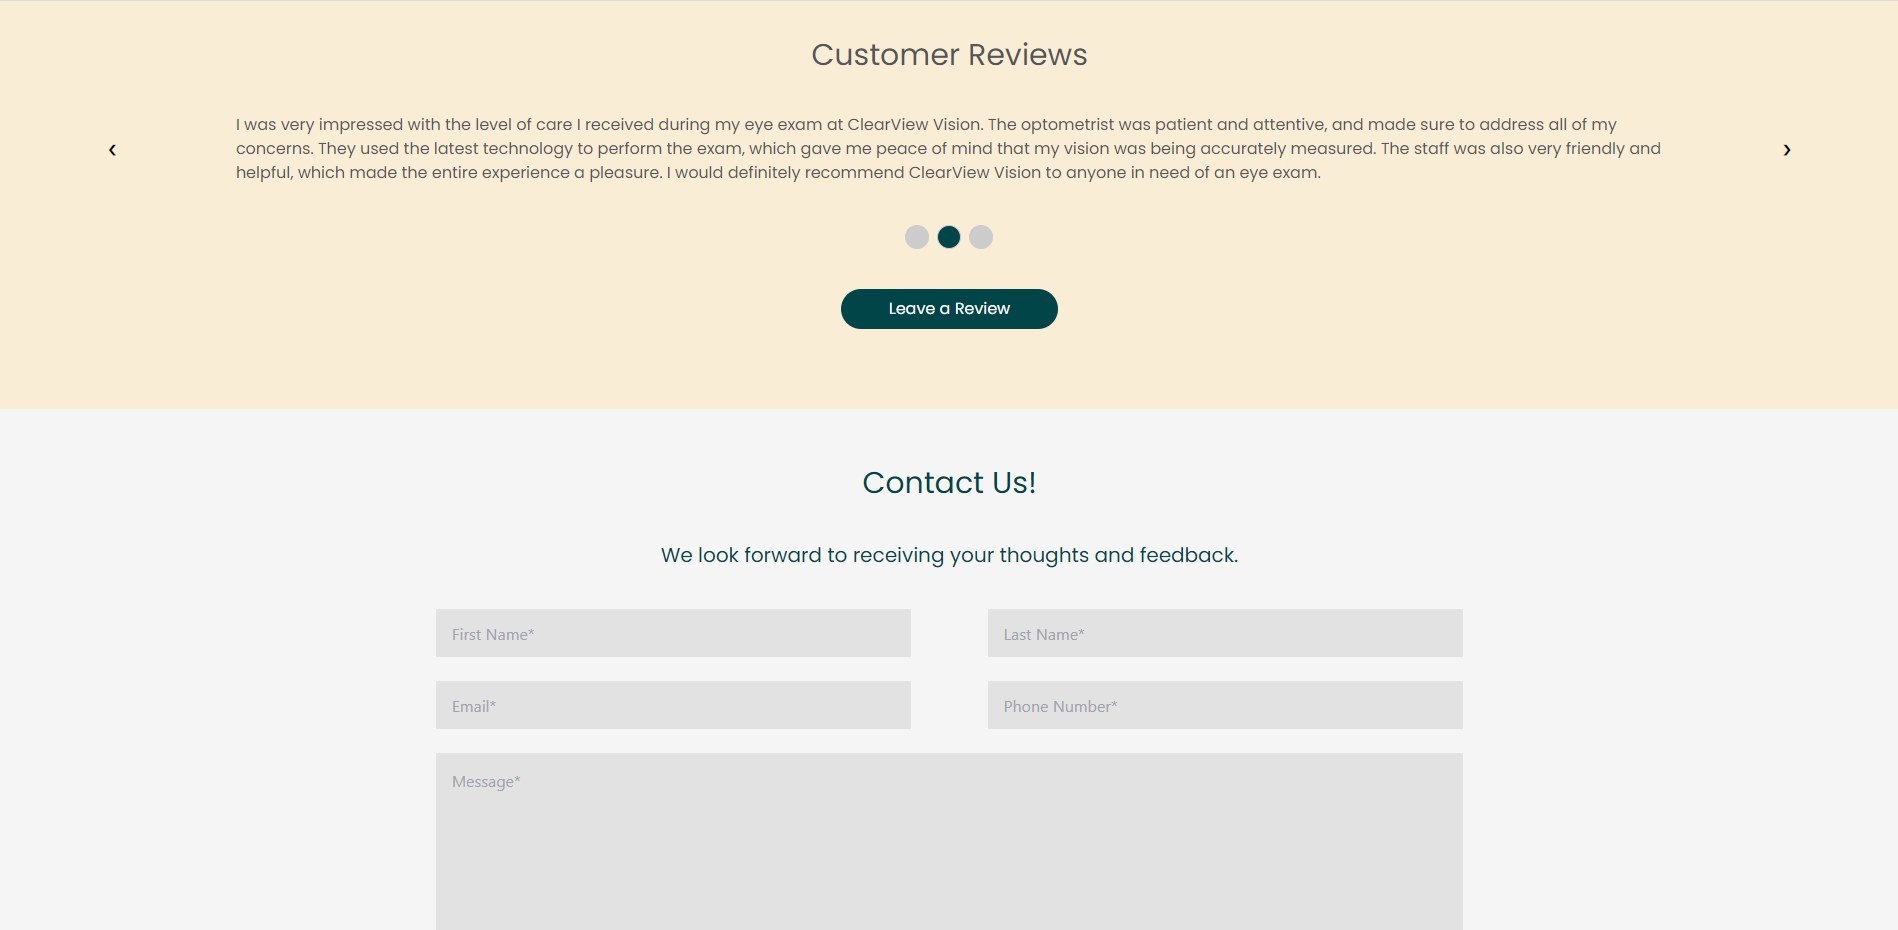 Customer Reviews
I was very impressed with the level of care I received during my eye exam at ClearView Vision. The optometrist was patient and attentive, and made sure to address all of my
concerns. They used the latest technology to perform the exam, which gave me peace of mind that my vision was being accurately measured. The staff was also very friendly and
helpful, which made the entire experience a pleasure. I would definitely recommend ClearView Vision to anyone in need of an eye exam.
‹
›
Leave a Review
Contact Us!
We look forward to receiving your thoughts and feedback.
First Name*
Last Name*
Email*
Phone Number*
Message*